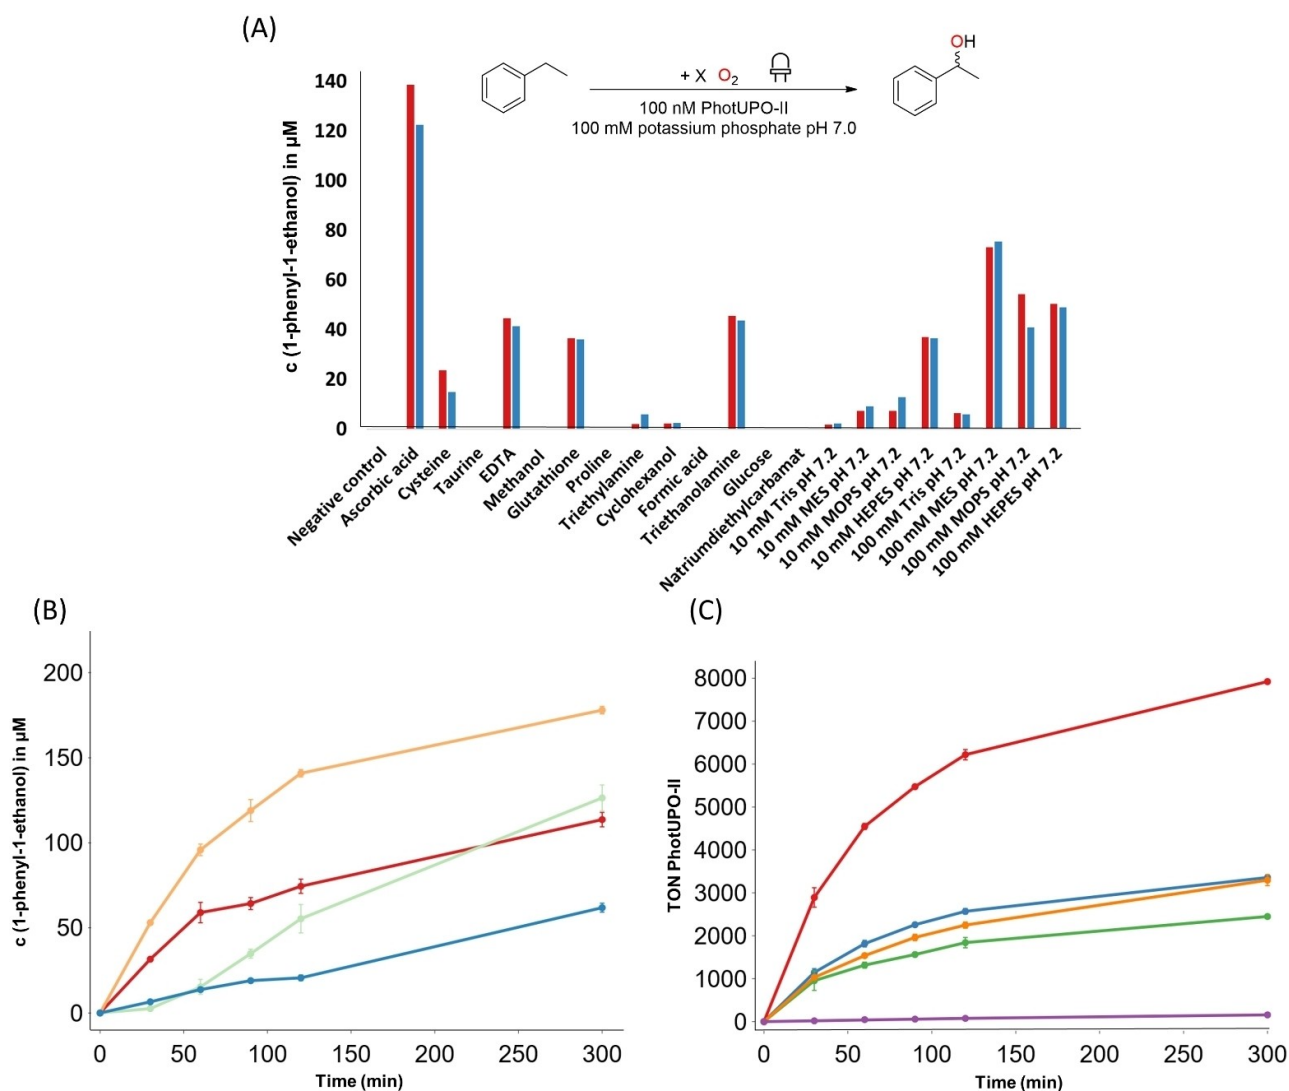 (A)
c (1-phenyl-1-ethanol) in µM
140
120
100
80
60
40
20
0
+ X O2
100 nM PhotUPO-II
100 mM potassium phosphate pH 7.0
OH
Negative control
Ascorbic acid
Cysteine
Taurine
EDTA
Methanol
Glutathione
Proline
Triethylamine
Cyclohexanol
Formic acid
Triethanolamine
Glucose
Natriumdiethylcarbamat
10 mM Tris pH 7.2
10 mM MES pH 7.2
10 mM MOPS pH 7.2
10 mM HEPES pH 7.2
100 mM Tris pH 7.2
100 mM MES pH 7.2
100 mM MOPS pH 7.2
100 mM HEPES pH 7.2
(B)
c (1-phenyl-1-ethanol) in µM
200
150
100
50
0
0 50 100 150 200 250 300
Time (min)
(C)
TON PhotUPO-II
8000
7000
6000
5000
4000
3000
2000
1000
0
0 50 100 150 200 250 300
Time (min)